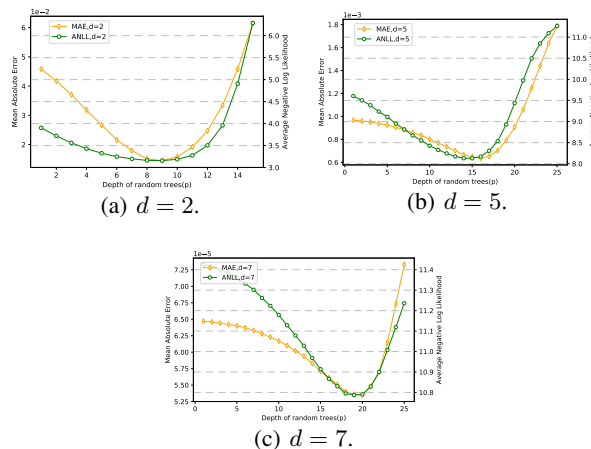 1e−2
MAE,d=2
ANLL,d=2
Mean Absolute Error
6
4
2
2 4 6 8 10 12 14
Depth of random trees(p)
6.0
5.5
5.0
4.5
4.0
3.5
3.0
Average Negative Log Likelihood
(a) d = 2.
1e−3
MAE,d=5
ANLL,d=5
Mean Absolute Error
1.8
1.6
1.4
1.2
1.0
0.8
0.6
0 5 10 15 20 25
Depth of random trees(p)
11.0
10.5
10.0
9.5
9.0
8.5
8.0
(b) d = 5.
1e−5
MAE,d=7
ANLL,d=7
Mean Absolute Error
7.25
7.00
6.75
6.50
6.25
6.00
5.75
5.50
5.25
0 5 10 15 20 25
Depth of random trees(p)
11.4
11.3
11.2
11.1
11.0
10.9
10.8
Average Negative Log Likelihood
(c) d = 7.